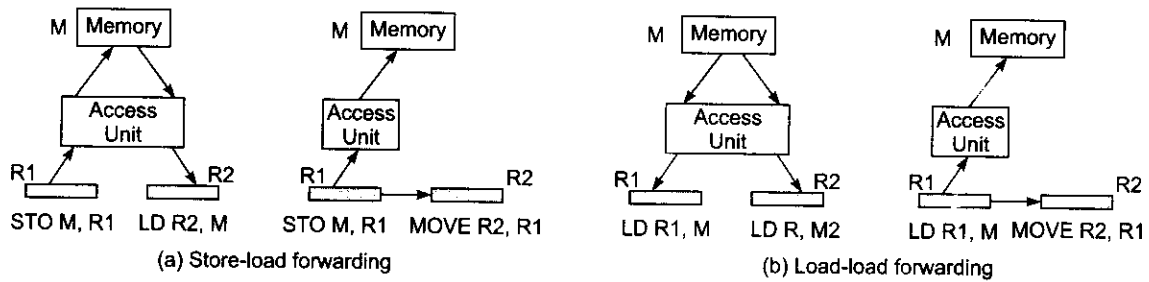 M Memory
Access
Unit
R1 R2
STO M, R1 LD R2, M
M Memory
Access
Unit
R1 R2
STO M, R1 MOVE R2, R1
(a) Store-load forwarding
M Memory
Access
Unit
R1 R2
LD R1, M LD R, M2
M Memory
Access
Unit
R1 R2
LD R1, M MOVE R2, R1
(b) Load-load forwarding